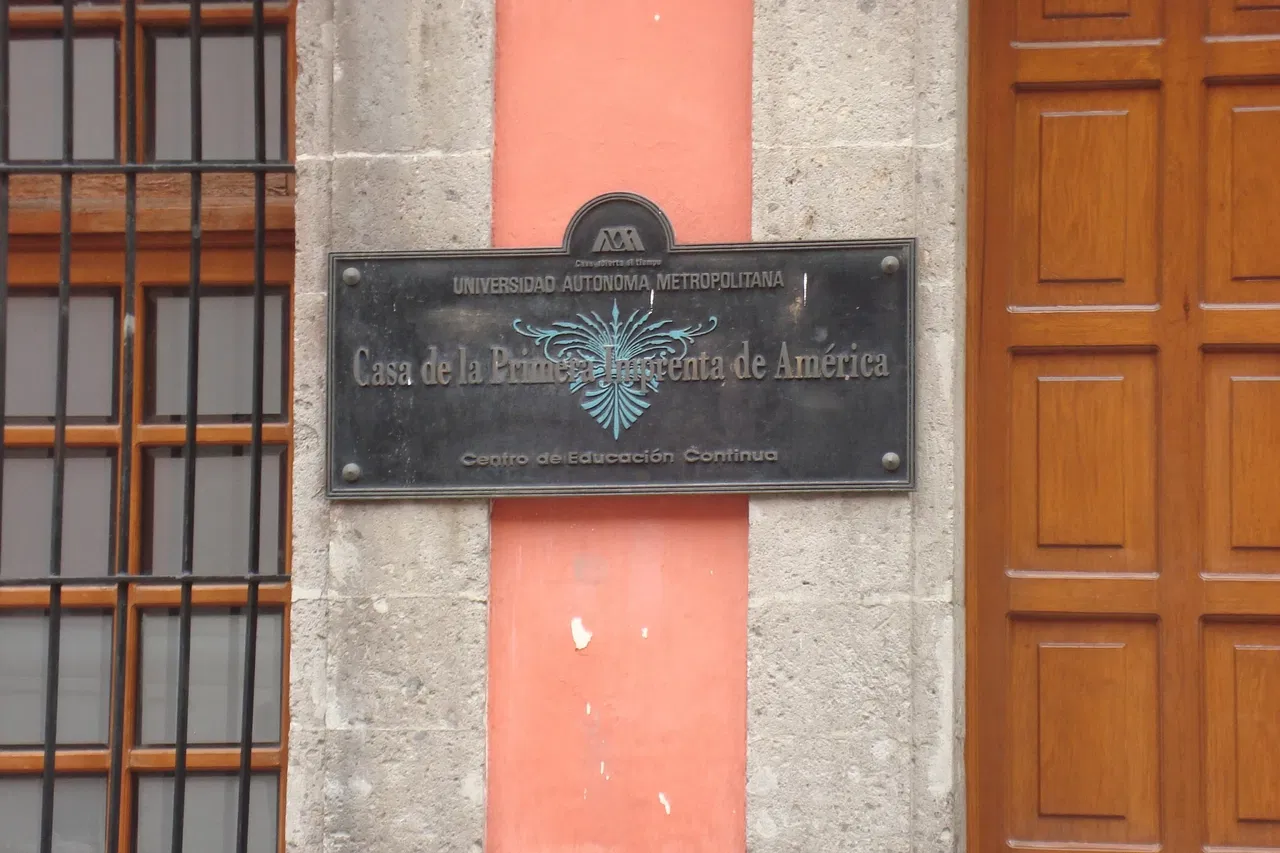 Casa abierta al tiempo
UNIVERSIDAD AUTONOMA METROPOLITANA
Casa de la Primera Imprenta de América
Centro de Educación Continua